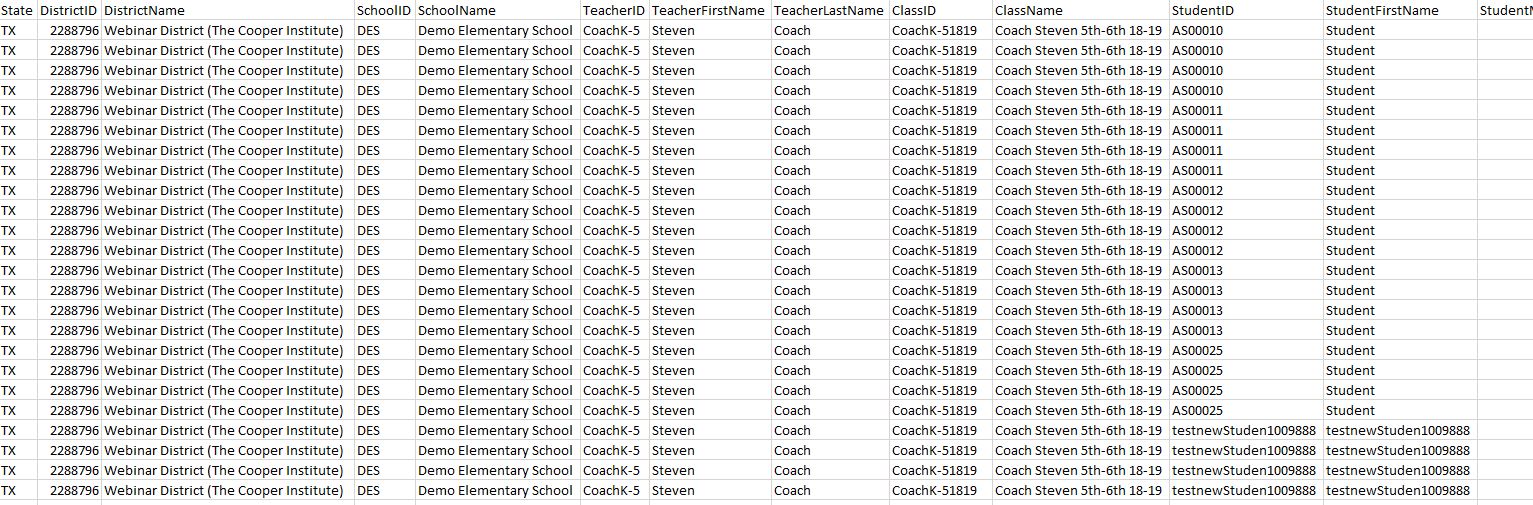 State DistrictID DistrictName SchoolID SchoolName TeacherID TeacherFirstName TeacherLastName ClassID ClassName StudentID StudentFirstName
TX 2288796 Webinar District (The Cooper Institute) DES Demo Elementary School CoachK-5 Steven Coach CoachK-51819 Coach Steven 5th-6th 18-19 AS00010 Student
TX 2288796 Webinar District (The Cooper Institute) DES Demo Elementary School CoachK-5 Steven Coach CoachK-51819 Coach Steven 5th-6th 18-19 AS00010 Student
TX 2288796 Webinar District (The Cooper Institute) DES Demo Elementary School CoachK-5 Steven Coach CoachK-51819 Coach Steven 5th-6th 18-19 AS00010 Student
TX 2288796 Webinar District (The Cooper Institute) DES Demo Elementary School CoachK-5 Steven Coach CoachK-51819 Coach Steven 5th-6th 18-19 AS00010 Student
TX 2288796 Webinar District (The Cooper Institute) DES Demo Elementary School CoachK-5 Steven Coach CoachK-51819 Coach Steven 5th-6th 18-19 AS00011 Student
TX 2288796 Webinar District (The Cooper Institute) DES Demo Elementary School CoachK-5 Steven Coach CoachK-51819 Coach Steven 5th-6th 18-19 AS00011 Student
TX 2288796 Webinar District (The Cooper Institute) DES Demo Elementary School CoachK-5 Steven Coach CoachK-51819 Coach Steven 5th-6th 18-19 AS00011 Student
TX 2288796 Webinar District (The Cooper Institute) DES Demo Elementary School CoachK-5 Steven Coach CoachK-51819 Coach Steven 5th-6th 18-19 AS00011 Student
TX 2288796 Webinar District (The Cooper Institute) DES Demo Elementary School CoachK-5 Steven Coach CoachK-51819 Coach Steven 5th-6th 18-19 AS00012 Student
TX 2288796 Webinar District (The Cooper Institute) DES Demo Elementary School CoachK-5 Steven Coach CoachK-51819 Coach Steven 5th-6th 18-19 AS00012 Student
TX 2288796 Webinar District (The Cooper Institute) DES Demo Elementary School CoachK-5 Steven Coach CoachK-51819 Coach Steven 5th-6th 18-19 AS00012 Student
TX 2288796 Webinar District (The Cooper Institute) DES Demo Elementary School CoachK-5 Steven Coach CoachK-51819 Coach Steven 5th-6th 18-19 AS00012 Student
TX 2288796 Webinar District (The Cooper Institute) DES Demo Elementary School CoachK-5 Steven Coach CoachK-51819 Coach Steven 5th-6th 18-19 AS00013 Student
TX 2288796 Webinar District (The Cooper Institute) DES Demo Elementary School CoachK-5 Steven Coach CoachK-51819 Coach Steven 5th-6th 18-19 AS00013 Student
TX 2288796 Webinar District (The Cooper Institute) DES Demo Elementary School CoachK-5 Steven Coach CoachK-51819 Coach Steven 5th-6th 18-19 AS00013 Student
TX 2288796 Webinar District (The Cooper Institute) DES Demo Elementary School CoachK-5 Steven Coach CoachK-51819 Coach Steven 5th-6th 18-19 AS00013 Student
TX 2288796 Webinar District (The Cooper Institute) DES Demo Elementary School CoachK-5 Steven Coach CoachK-51819 Coach Steven 5th-6th 18-19 AS00025 Student
TX 2288796 Webinar District (The Cooper Institute) DES Demo Elementary School CoachK-5 Steven Coach CoachK-51819 Coach Steven 5th-6th 18-19 AS00025 Student
TX 2288796 Webinar District (The Cooper Institute) DES Demo Elementary School CoachK-5 Steven Coach CoachK-51819 Coach Steven 5th-6th 18-19 AS00025 Student
TX 2288796 Webinar District (The Cooper Institute) DES Demo Elementary School CoachK-5 Steven Coach CoachK-51819 Coach Steven 5th-6th 18-19 AS00025 Student
TX 2288796 Webinar District (The Cooper Institute) DES Demo Elementary School CoachK-5 Steven Coach CoachK-51819 Coach Steven 5th-6th 18-19 testnewStuden1009888 testnewStuden1009888
TX 2288796 Webinar District (The Cooper Institute) DES Demo Elementary School CoachK-5 Steven Coach CoachK-51819 Coach Steven 5th-6th 18-19 testnewStuden1009888 testnewStuden1009888
TX 2288796 Webinar District (The Cooper Institute) DES Demo Elementary School CoachK-5 Steven Coach CoachK-51819 Coach Steven 5th-6th 18-19 testnewStuden1009888 testnewStuden1009888
TX 2288796 Webinar District (The Cooper Institute) DES Demo Elementary School CoachK-5 Steven Coach CoachK-51819 Coach Steven 5th-6th 18-19 testnewStuden1009888 testnewStuden1009888